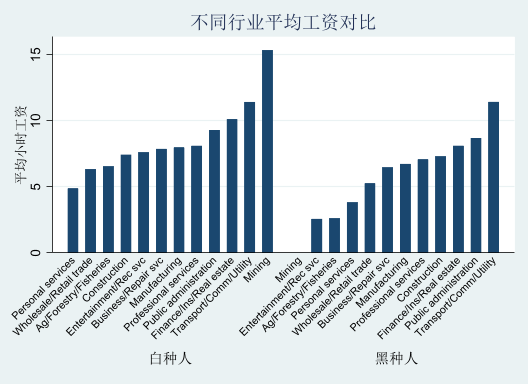 不同行业平均工资对比
平均小时工资
15
10
5
0
Personal services
Wholesale/Retail trade
Ag/Forestry/Fisheries
Construction
Entertainment/Rec svc
Business/Repair svc
Manufacturing
Professional services
Public administration
Finance/Ins/Real estate
Transport/Comm/Utility
Mining
Mining
Entertainment/Rec svc
Ag/Forestry/Fisheries
Personal services
Wholesale/Retail trade
Business/Repair svc
Manufacturing
Professional services
Construction
Finance/Ins/Real estate
Public administration
Transport/Comm/Utility
白种人
黑种人